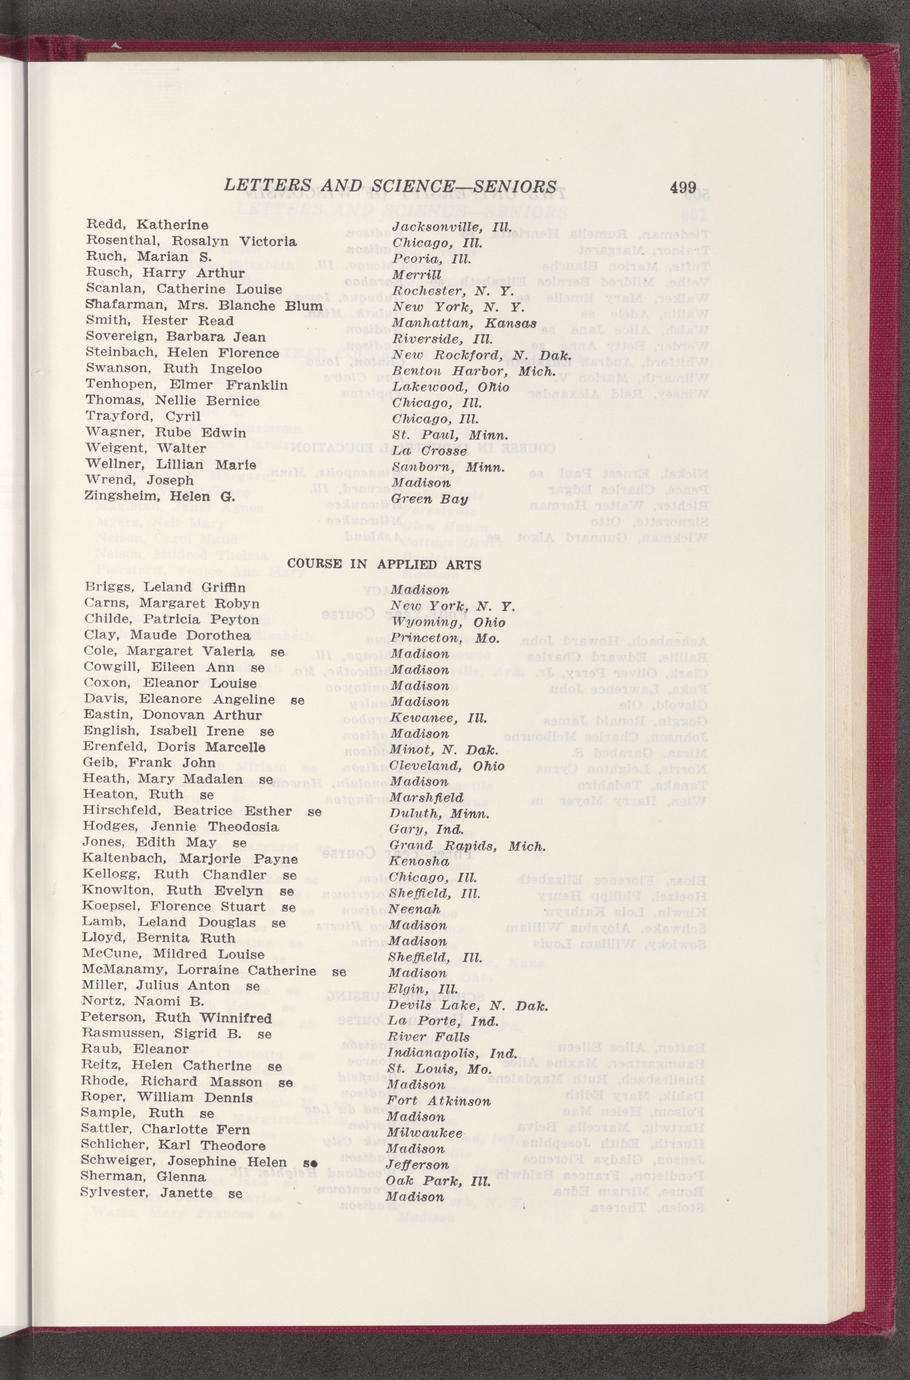 LETTERS AND SCIENCE—SENIORS 499
Redd, Katherine Jacksonville, Ill.
Rosenthal, Rosalyn Victoria Chicago, Ill.
Ruch, Marian S. Peoria, Ill.
Rusch, Harry Arthur Merrill
Scanlan, Catherine Louise Rochester, N. Y.
Shafarman, Mrs. Blanche Blum New York, N. Y.
Smith, Hester Read Manhattan, Kansas
Sovereign, Barbara Jean Riverside, Ill.
Steinbach, Helen Florence New Rockford, N. Dak.
Swanson, Ruth Ingeloo Benton Harbor, Mich.
Tenhopen, Elmer Franklin Lakewood, Ohio
Thomas, Nellie Bernice Chicago, Ill.
Trayford, Cyril Chicago, Ill.
Wagner, Rube Edwin St. Paul, Minn.
Weigent, Walter La Crosse
Wellner, Lillian Marie Sanborn, Minn.
Wrend, Joseph Madison
Zingsheim, Helen G. Green Bay
COURSE IN APPLIED ARTS
Briggs, Leland Griffin Madison
Carns, Margaret Robyn New York, N. Y.
Childe, Patricia Peyton Wyoming, Ohio
Clay, Maude Dorothea Princeton, Mo.
Cole, Margaret Valeria se Madison
Cowgill, Eileen Ann se Madison
Coxon, Eleanor Louise Madison
Davis, Eleanore Angeline se Madison
Eastin, Donovan Arthur Kewanee, Ill.
English, Isabell Irene se Madison
Erenfeld, Doris Marcelle Minot, N. Dak.
Geib, Frank John Cleveland, Ohio
Heath, Mary Madalen se Madison
Heaton, Ruth se Marshfield
Hirschfeld, Beatrice Esther se Duluth, Minn.
Hodges, Jennie Theodosia Gary, Ind.
Jones, Edith May se Grand Rapids, Mich.
Kaltenbach, Marjorie Payne Kenosha
Kellogg, Ruth Chandler se Chicago, Ill.
Knowlton, Ruth Evelyn se Sheffield, Ill.
Koepsel, Florence Stuart se Neenah
Lamb, Leland Douglas se Madison
Lloyd, Bernita Ruth Madison
McCune, Mildred Louise Sheffield, Ill.
McManamy, Lorraine Catherine se Madison
Miller, Julius Anton se Elgin, Ill.
Nortz, Naomi B. Devils Lake, N. Dak.
Peterson, Ruth Winnifred La Porte, Ind.
Rasmussen, Sigrid B. se River Falls
Raub, Eleanor Indianapolis, Ind.
Reitz, Helen Catherine se St. Louis, Mo.
Rhode, Richard Masson se Madison
Roper, William Dennis Fort Atkinson
Sample, Ruth se Madison
Sattler, Charlotte Fern Milwaukee
Schlicher, Karl Theodore Madison
Schweiger, Josephine Helen se Jefferson
Sherman, Glenna Oak Park, Ill.
Sylvester, Janette se Madison